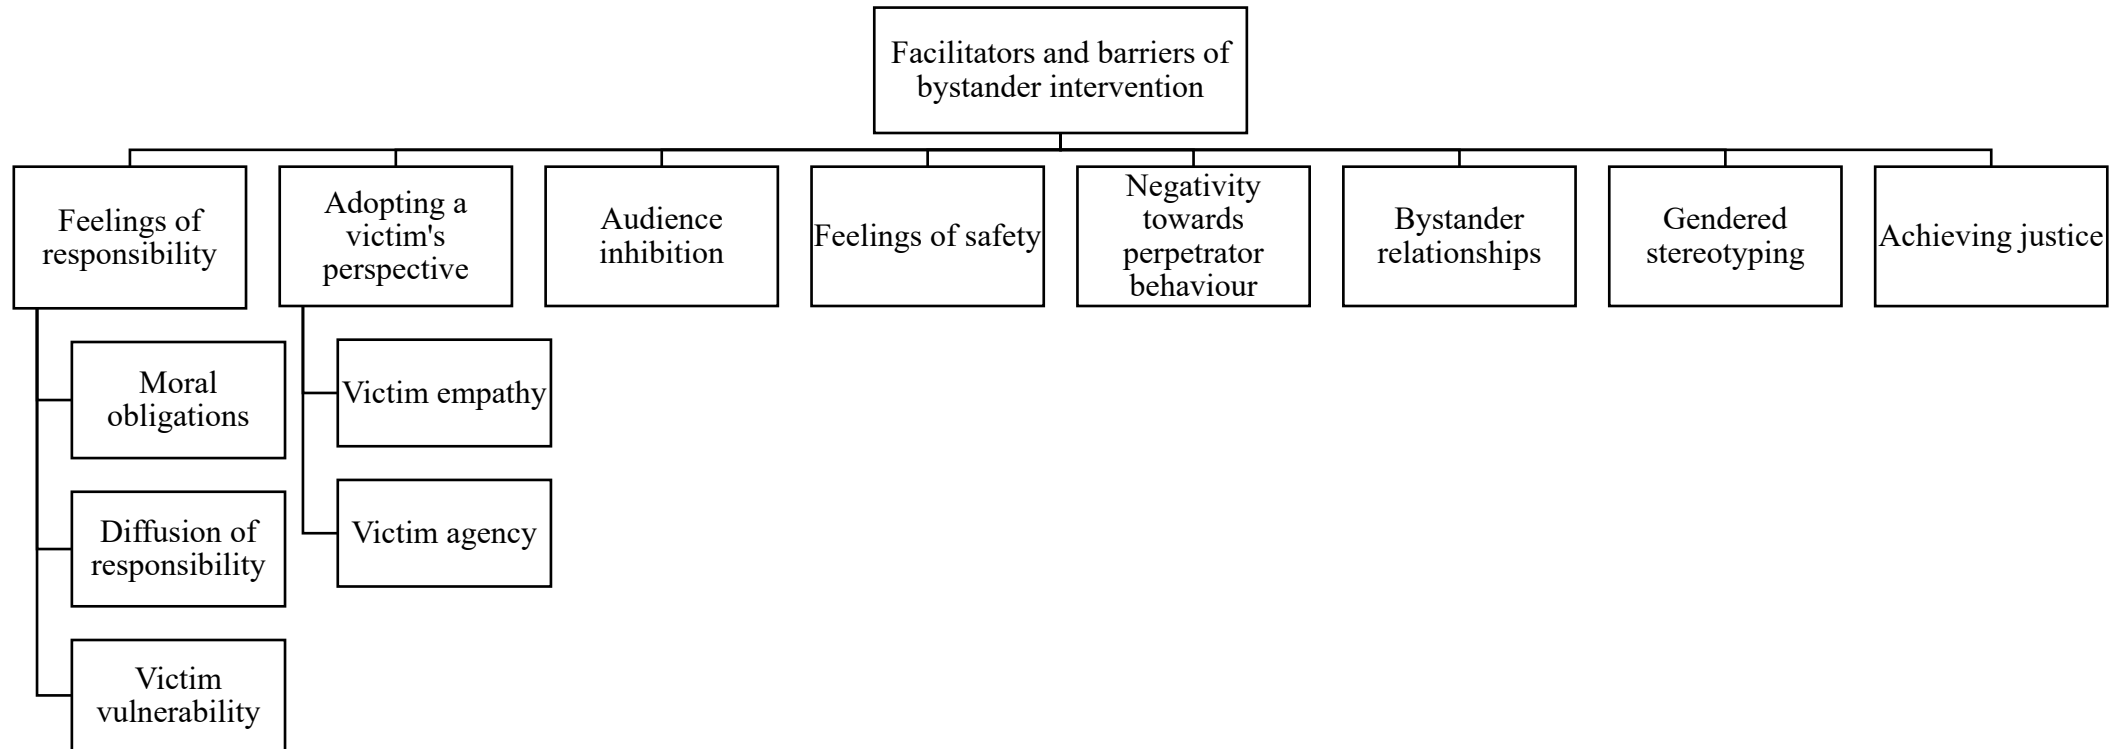 Facilitators and barriers of
bystander intervention
Feelings of
responsibility
Adopting a
victim's
perspective
Audience
inhibition
Feelings of safety
Negativity
towards
perpetrator
behaviour
Bystander
relationships
Gendered
stereotyping
Achieving justice
Moral
obligations
Diffusion of
responsibility
Victim
vulnerability
Victim empathy
Victim agency